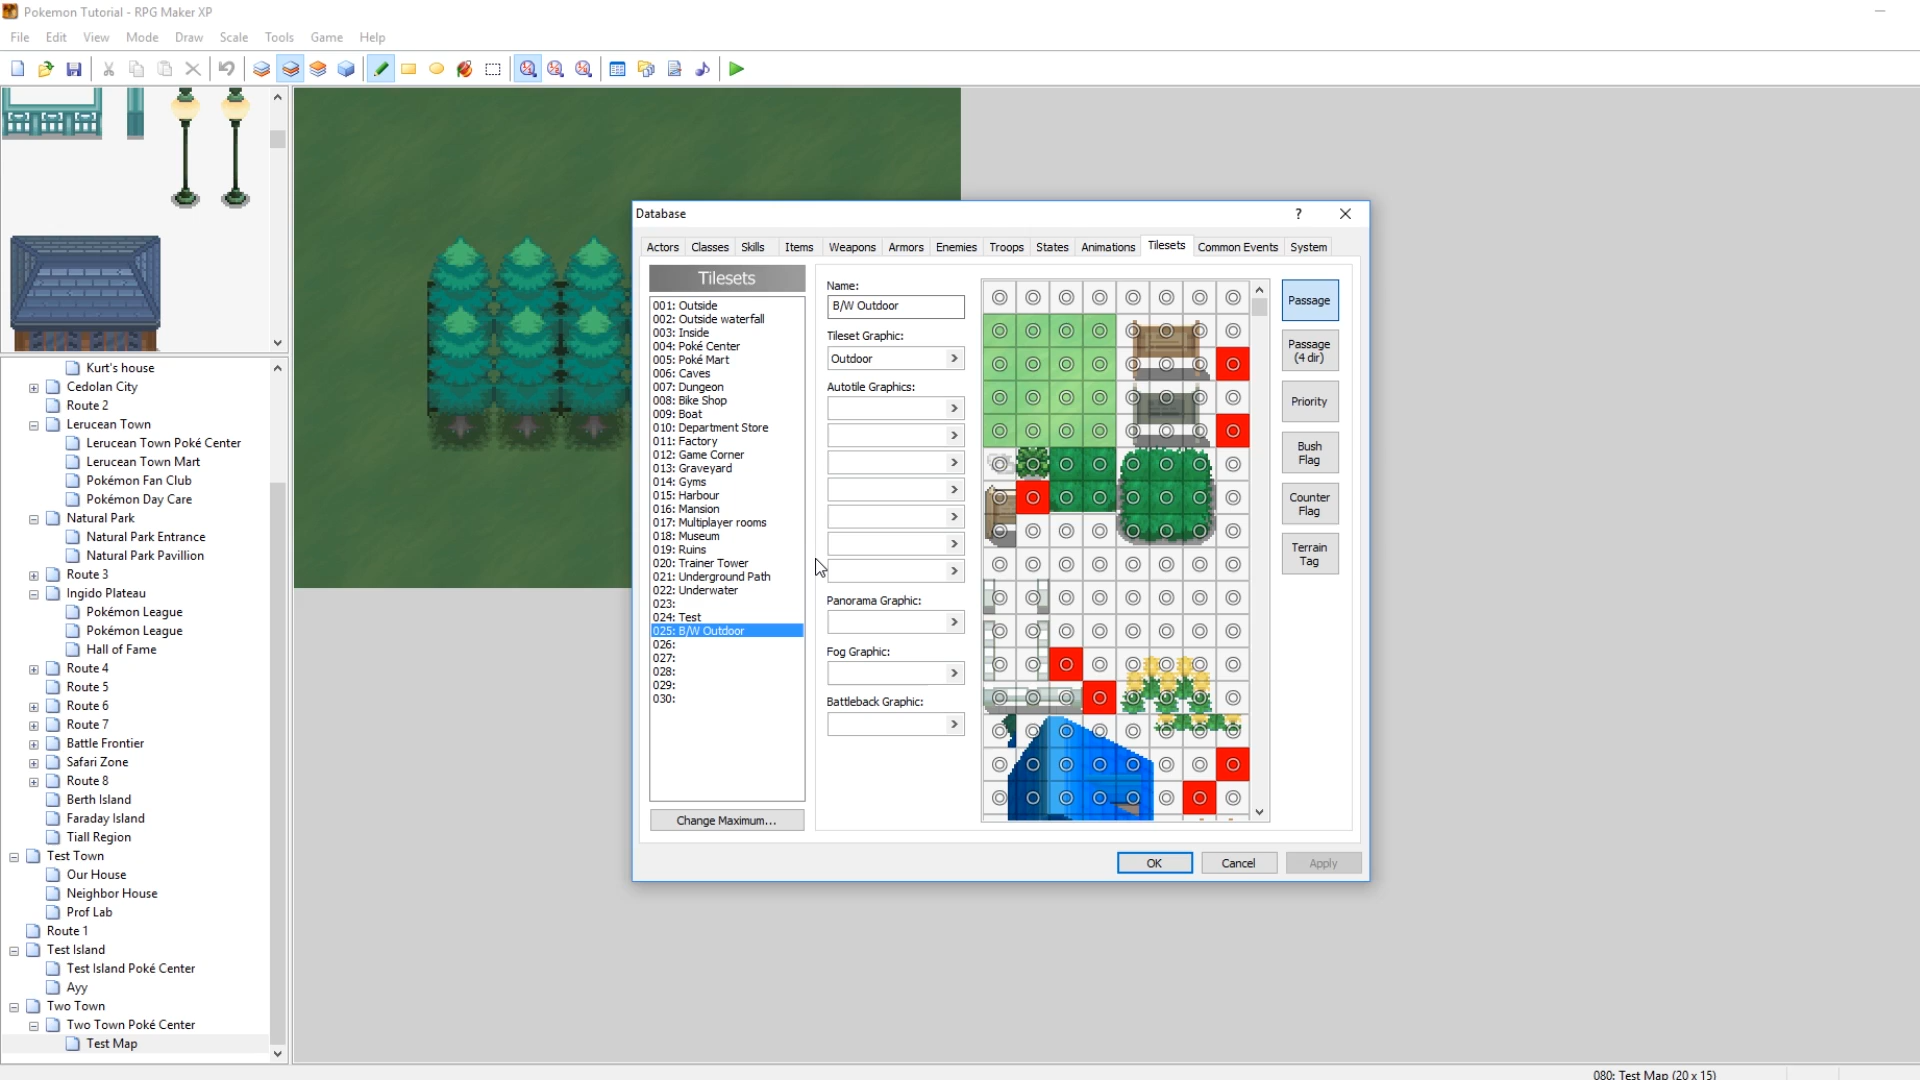 Pokemon Tutorial - RPG Maker XP
File Edit View Mode Draw Scale Tools Game Help
Kurt's house
Cedolan City
Route 2
Lerucean Town
Lerucean Town Poké Center
Lerucean Town Mart
Pokémon Fan Club
Pokémon Day Care
Natural Park
Natural Park Entrance
Natural Park Pavillion
Route 3
Ingido Plateau
Pokémon League
Pokémon League
Hall of Fame
Route 4
Route 5
Route 6
Route 7
Battle Frontier
Safari Zone
Route 8
Berth Island
Faraday Island
Tiall Region
Test Town
Our House
Neighbor House
Prof Lab
Route 1
Test Island
Test Island Poké Center
Ayy
Two Town
Two Town Poké Center
Test Map
Database
Actors Classes Skills Items Weapons Armors Enemies Troops States Animations Tilesets Common Events System
Tilesets
001: Outside
002: Outside waterfall
003: Inside
004: Poké Center
005: Poké Mart
006: Caves
007: Dungeon
008: Bike Shop
009: Boat
010: Department Store
011: Factory
012: Game Corner
013: Graveyard
014: Gyms
015: Harbour
016: Mansion
017: Multiplayer rooms
018: Museum
019: Ruins
020: Trainer Tower
021: Underground Path
022: Underwater
023:
024: Test
025: B/W Outdoor
026:
027:
028:
029:
030:
Change Maximum...
Name:
B/W Outdoor
Tileset Graphic:
Outdoor
Autotile Graphics:
Panorama Graphic:
Fog Graphic:
Battleback Graphic:
Passage
Passage
(4 dir)
Priority
Bush
Flag
Counter
Flag
Terrain
Tag
OK Cancel Apply
080: Test Map (20 x 15)